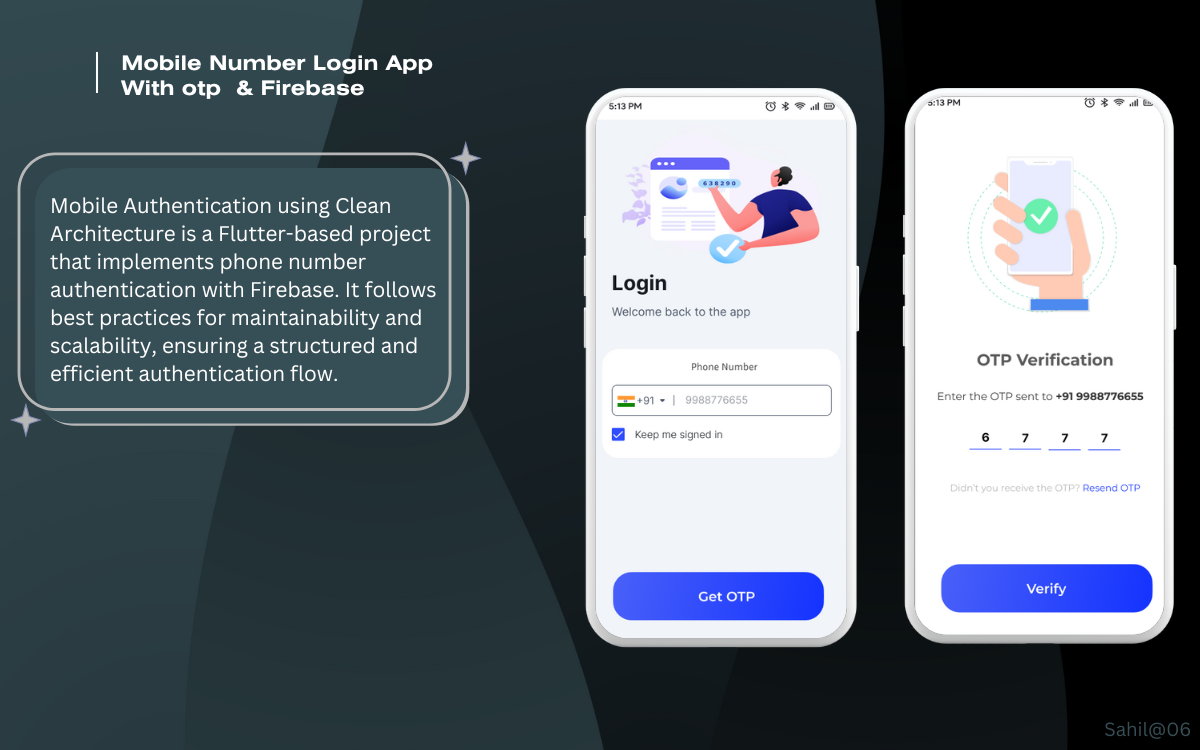 Mobile Number Login App
With otp & Firebase
Mobile Authentication using Clean
Architecture is a Flutter-based project
that implements phone number
authentication with Firebase. It follows
best practices for maintainability and
scalability, ensuring a structured and
efficient authentication flow.
5:13 PM
638290
Login
Welcome back to the app
Phone Number
+91 | 9988776655
Keep me signed in
Get OTP
5:13 PM
OTP Verification
Enter the OTP sent to +91 9988776655
6 7 7 7
Didn't you receive the OTP? Resend OTP
Verify
Sahil@06